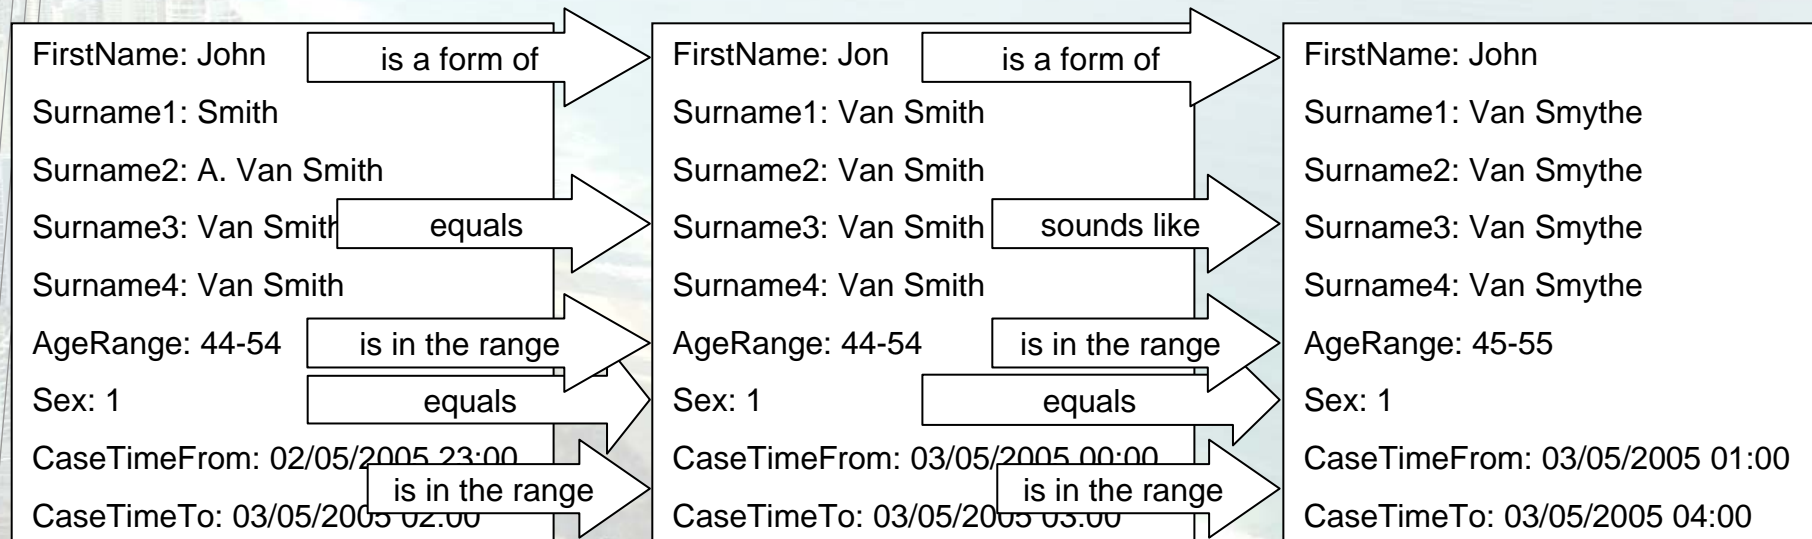 FirstName: John
is a form of
FirstName: Jon
is a form of
FirstName: John
Surname1: Smith
Surname1: Van Smith
Surname1: Van Smythe
Surname2: A. Van Smith
Surname2: Van Smith
Surname2: Van Smythe
Surname3: Van Smith
equals
Surname3: Van Smith
sounds like
Surname3: Van Smythe
Surname4: Van Smith
Surname4: Van Smith
Surname4: Van Smythe
AgeRange: 44-54
is in the range
AgeRange: 44-54
is in the range
AgeRange: 45-55
Sex: 1
equals
Sex: 1
equals
Sex: 1
CaseTimeFrom: 02/05/2005 23:00
CaseTimeFrom: 03/05/2005 00:00
CaseTimeFrom: 03/05/2005 01:00
is in the range
is in the range
CaseTimeTo: 03/05/2005 02:00
CaseTimeTo: 03/05/2005 03:00
CaseTimeTo: 03/05/2005 04:00